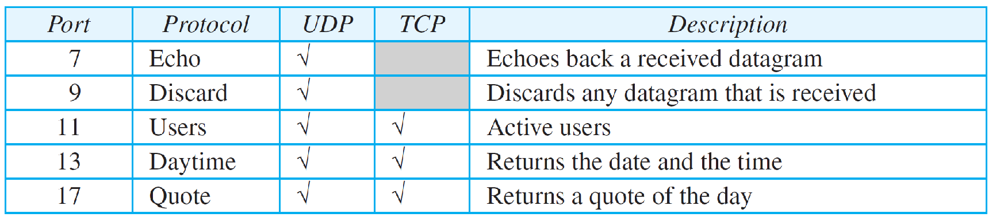 Port Protocol UDP TCP Description
7 Echo √ Echoes back a received datagram
9 Discard √ Discards any datagram that is received
11 Users √ √ Active users
13 Daytime √ √ Returns the date and the time
17 Quote √ √ Returns a quote of the day